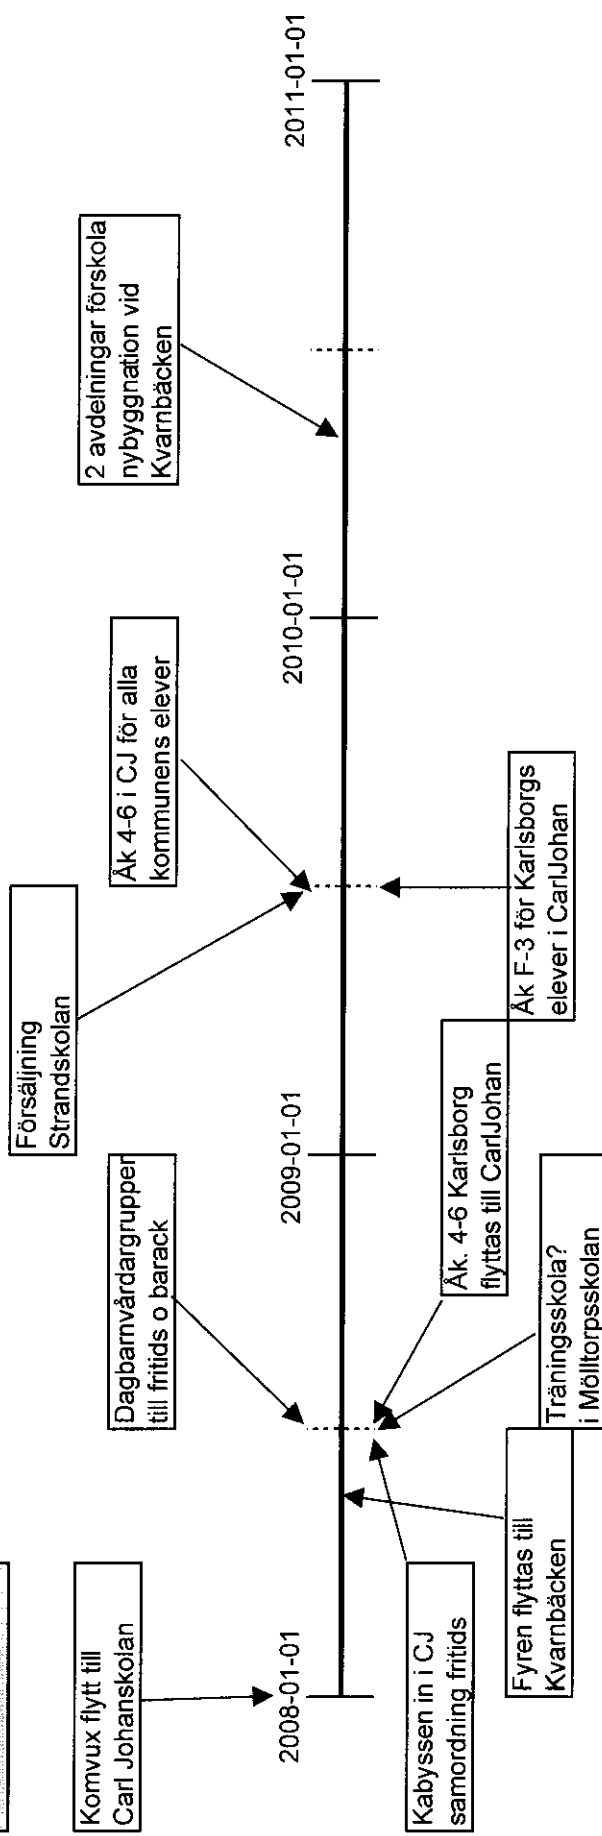 Komvux flytt till
Carl Johanskolan
Dagbarnvårdargrupper
till fritids o barack
Försäljning
Strandskolan
Åk 4-6 i CJ för alla
kommunens elever
2 avdelningar förskola
nybyggnation vid
Kvarnbäcken
2008-01-01
2009-01-01
2010-01-01
2011-01-01
Kabyssen in i CJ
samordning fritids
Fyren flyttas till
Kvarnbäcken
Träningsskola?
i Mölltorpsskolan
Åk. 4-6 Karlsborg
flyttas till CarlJohan
Åk F-3 för Karlsborgs
elever i CarlJohan